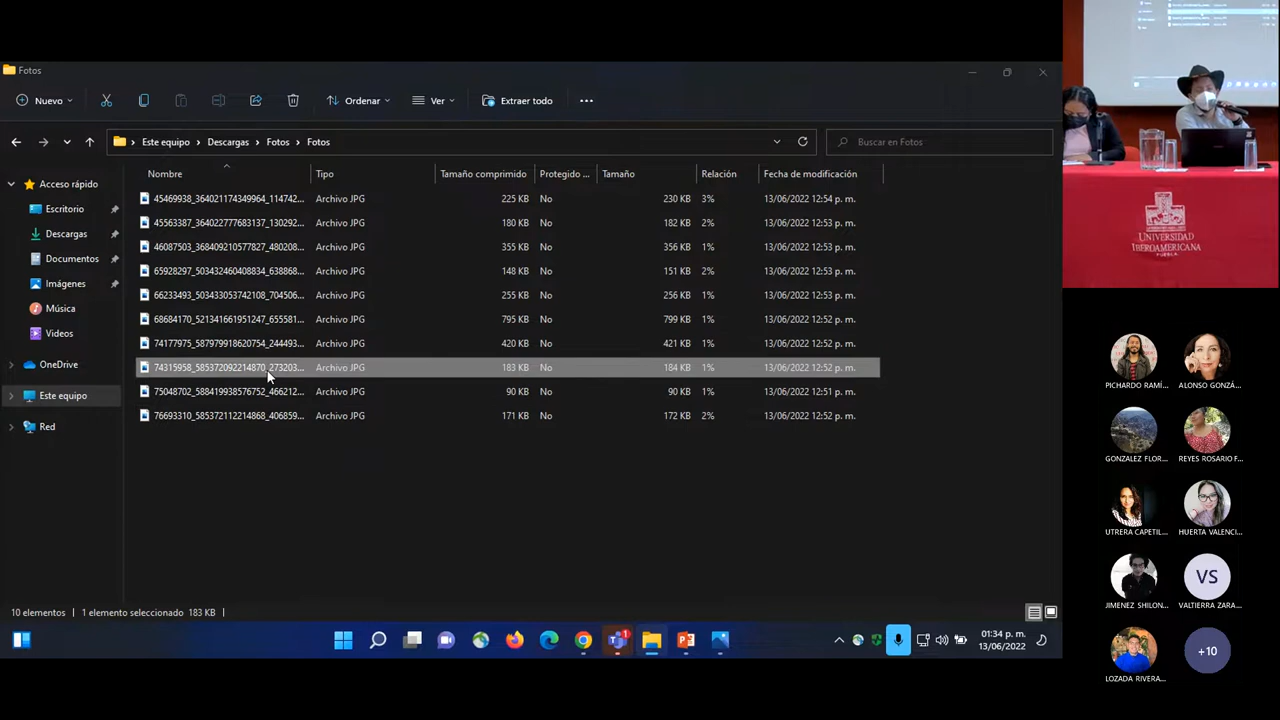 Fotos
Nuevo
Ordenar
Ver
Extraer todo
Este equipo > Descargas > Fotos > Fotos
Buscar en Fotos
Nombre Tipo Tamaño comprimido Protegido ... Tamaño Relación Fecha de modificación
45469938_364021174349964_114742... Archivo JPG 225 KB No 230 KB 3% 13/06/2022 12:54 p. m.
45563387_364022777683137_130292... Archivo JPG 180 KB No 182 KB 2% 13/06/2022 12:53 p. m.
46087503_368409210577827_480208... Archivo JPG 355 KB No 356 KB 1% 13/06/2022 12:53 p. m.
65928297_503432460408834_638868... Archivo JPG 148 KB No 151 KB 2% 13/06/2022 12:53 p. m.
66233493_503433053742108_704506... Archivo JPG 255 KB No 256 KB 1% 13/06/2022 12:53 p. m.
68684170_521341661951247_655581... Archivo JPG 795 KB No 799 KB 1% 13/06/2022 12:52 p. m.
74177975_587979918620754_244493... Archivo JPG 420 KB No 421 KB 1% 13/06/2022 12:52 p. m.
74315958_585372092214870_273203... Archivo JPG 183 KB No 184 KB 1% 13/06/2022 12:52 p. m.
75048702_588419938576752_466212... Archivo JPG 90 KB No 90 KB 1% 13/06/2022 12:51 p. m.
76693310_585372112214868_406859... Archivo JPG 171 KB No 172 KB 2% 13/06/2022 12:52 p. m.
Acceso rápido
Escritorio
Descargas
Documentos
Imágenes
Música
Videos
OneDrive
Este equipo
Red
10 elementos
1 elemento seleccionado 183 KB
1
01:34 p. m.
13/06/2022
UNIVERSIDAD
IBEROAMERICANA
PUEBLA
PICHARDO RAMÍ...
ALONSO GONZÁ...
GONZALEZ FLOR...
REYES ROSARIO F...
UTRERA CAPETIL...
HUERTA VALENCI...
JIMENEZ SHILON...
VS
VALTIERRA ZARA...
LOZADA RIVERA...
+10